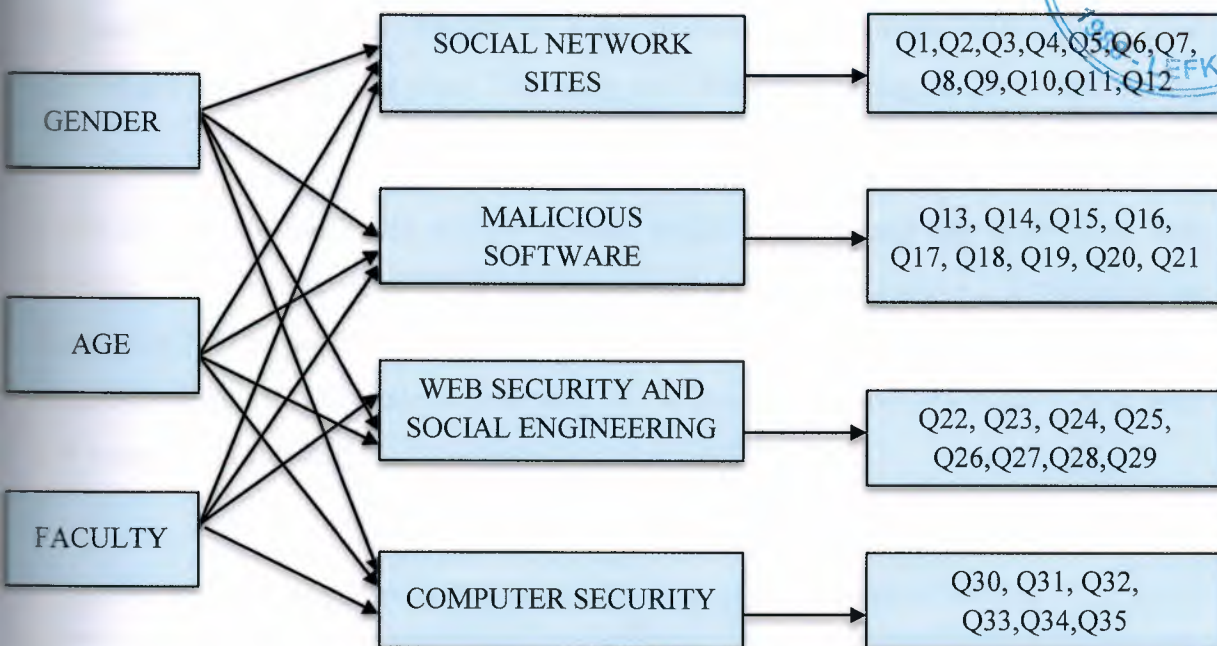 GENDER
AGE
FACULTY
SOCIAL NETWORK
SITES
MALICIOUS
SOFTWARE
WEB SECURITY AND
SOCIAL ENGINEERING
COMPUTER SECURITY
Q1,Q2,Q3,Q4,Q5,Q6,Q7,
Q8,Q9,Q10,Q11,Q12
Q13, Q14, Q15, Q16,
Q17, Q18, Q19, Q20, Q21
Q22, Q23, Q24, Q25,
Q26,Q27,Q28,Q29
Q30, Q31, Q32,
Q33,Q34,Q35